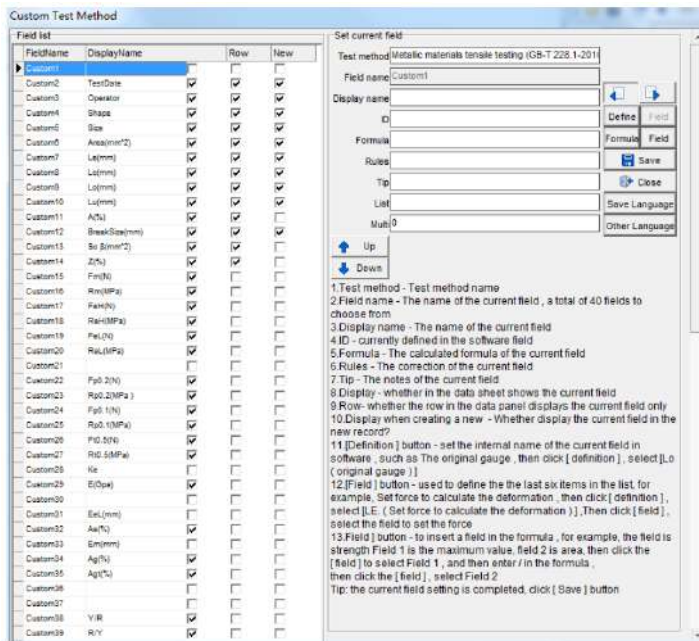 Custom Test Method
Field list
FieldName DisplayName Row New
Custom1
Custom2 TestDate
Custom3 Operator
Custom4 Shape
Custom5 Size
Custom6 Area(mm^2)
Custom7 Le(mm)
Custom8 Lc(mm)
Custom9 Lo(mm)
Custom10 Lu(mm)
Custom11 A(%)
Custom12 BreakSize(mm)
Custom13
Custom14 Z(%)
Custom15 Fm(N)
Custom16 Rm(MPa)
Custom17 FeH(N)
Custom18 ReH(MPa)
Custom19 FeL(N)
Custom20 ReL(MPa)
Custom21
Custom22 Fp0.2(N)
Custom23 Rp0.2(MPa )
Custom24 Fp0.1(N)
Custom25 Rp0.1(MPa)
Custom26 Ft0.5(N)
Custom27 Rt0.5(MPa)
Custom28 Ke
Custom29 E(Gpa)
Custom30
Custom31 EeL(mm)
Custom32 Ae(%)
Custom33 Em(mm)
Custom34 Ag(%)
Custom35 Agt(%)
Custom36
Custom37
Custom38 Y/R
Custom39 R/Y
Set current field
Test method Metallic materials tensile testing (GB-T 228.1-201
Field name Custom1
Display name
ID Define Field
Formula Formula Field
Rules Save
Tip Close
List Save Language
Multi 0 Other Language
Up
Down
1.Test method - Test method name
2.Field name - The name of the current field , a total of 40 fields to
choose from
3.Display name - The name of the current field
4.ID - currently defined in the software field
5.Formula - The calculated formula of the current field
6.Rules - The correction of the current field
7.Tip - The notes of the current field
8.Display - whether in the data sheet shows the current field
9.Row- whether the row in the data panel displays the current field only
10.Display when creating a new - Whether display the current field in the
new record?
11.[Definition ] button - set the internal name of the current field in
software , such as The original gauge , then click [ definition ] , select [Lo
( original gauge ) ]
12.[Field ] button - used to define the the last six items in the list, for
example, Set force to calculate the deformation , then click [ definition ] ,
select [LE. ( Set force to calculate the deformation ) ] ,Then click [ field ] ,
select the field to set the force
13.Field ] button - to insert a field in the formula , for example, the field is
strength Field 1 is the maximum value, field 2 is area, then click the
[ field ] to select Field 1 , and then enter / in the formula ,
then click the [ field ] , select Field 2
Tip: the current field setting is completed, click [ Save ] button